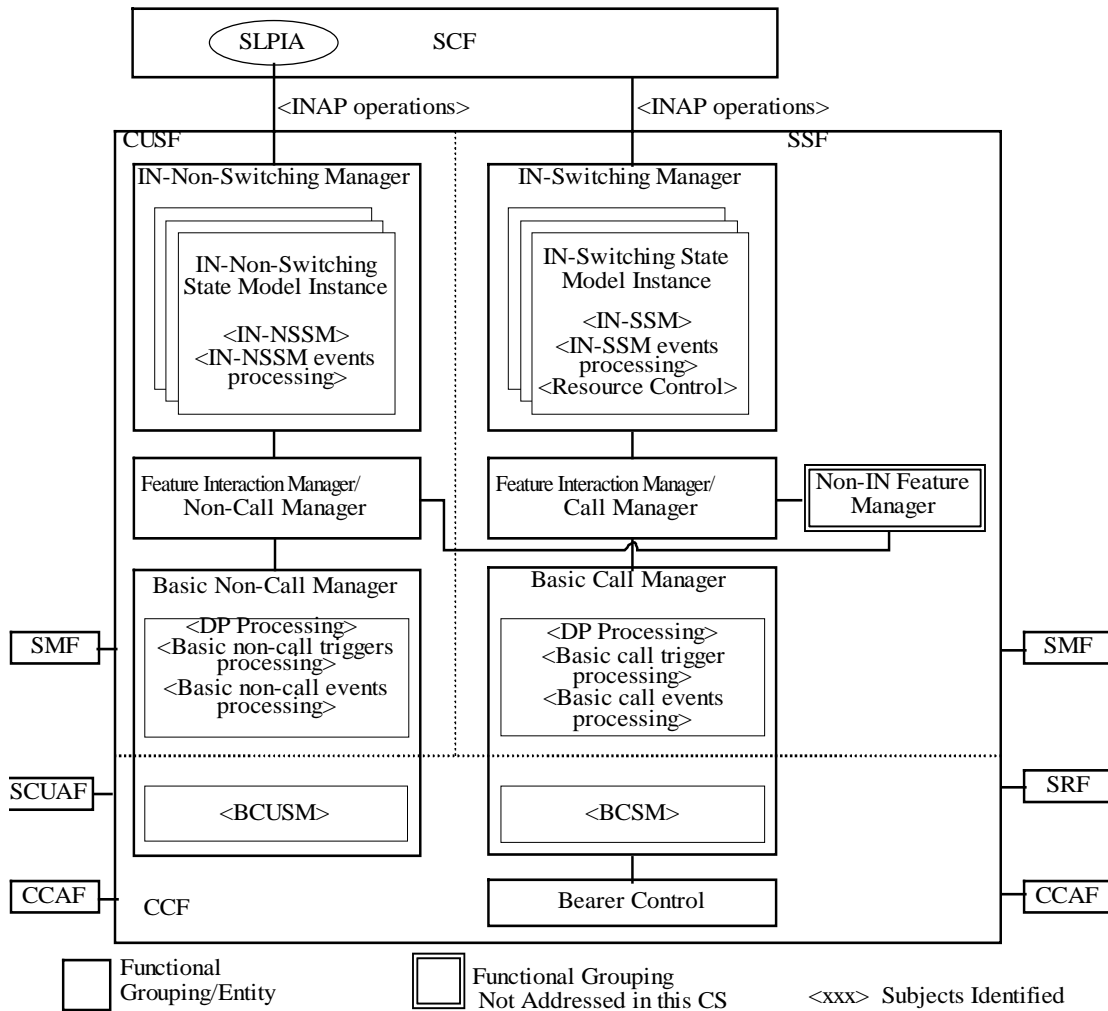 SLPIA
SCF
<INAP operations>
<INAP operations>
CUSF
SSF
IN-Non-Switching Manager
IN-Non-Switching
State Model Instance
<IN-NSSM>
<IN-NSSM events
processing>
IN-Switching Manager
IN-Switching State
Model Instance
<IN-SSM>
<IN-SSM events
processing>
<Resource Control>
Feature Interaction Manager/
Non-Call Manager
Feature Interaction Manager/
Call Manager
Non-IN Feature
Manager
Basic Non-Call Manager
<DP Processing>
<Basic non-call triggers
processing>
<Basic non-call events
processing>
Basic Call Manager
<DP Processing>
<Basic call trigger
processing>
<Basic call events
processing>
SMF
SMF
SCUAF
<BCUSM>
<BCSM>
SRF
CCAF
CCF
Bearer Control
CCAF
Functional
Grouping/Entity
Functional Grouping
Not Addressed in this CS
<xxx> Subjects Identified